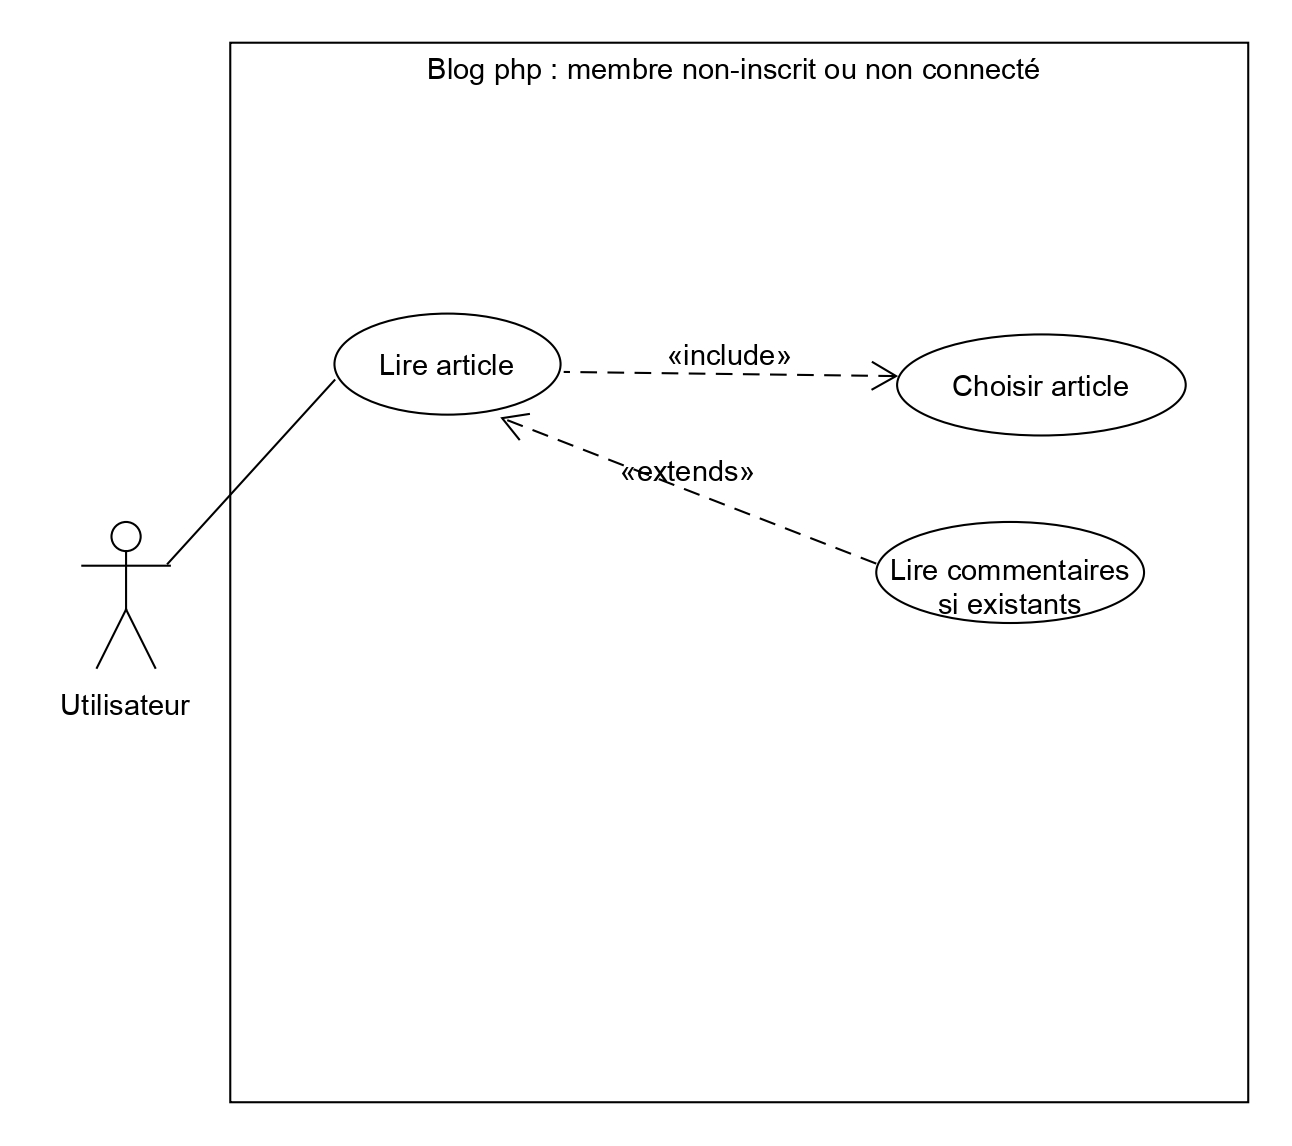 Blog php : membre non-inscrit ou non connecté
«include»
Lire article
Choisir article
«extends»
Lire commentaires
si existants
Utilisateur